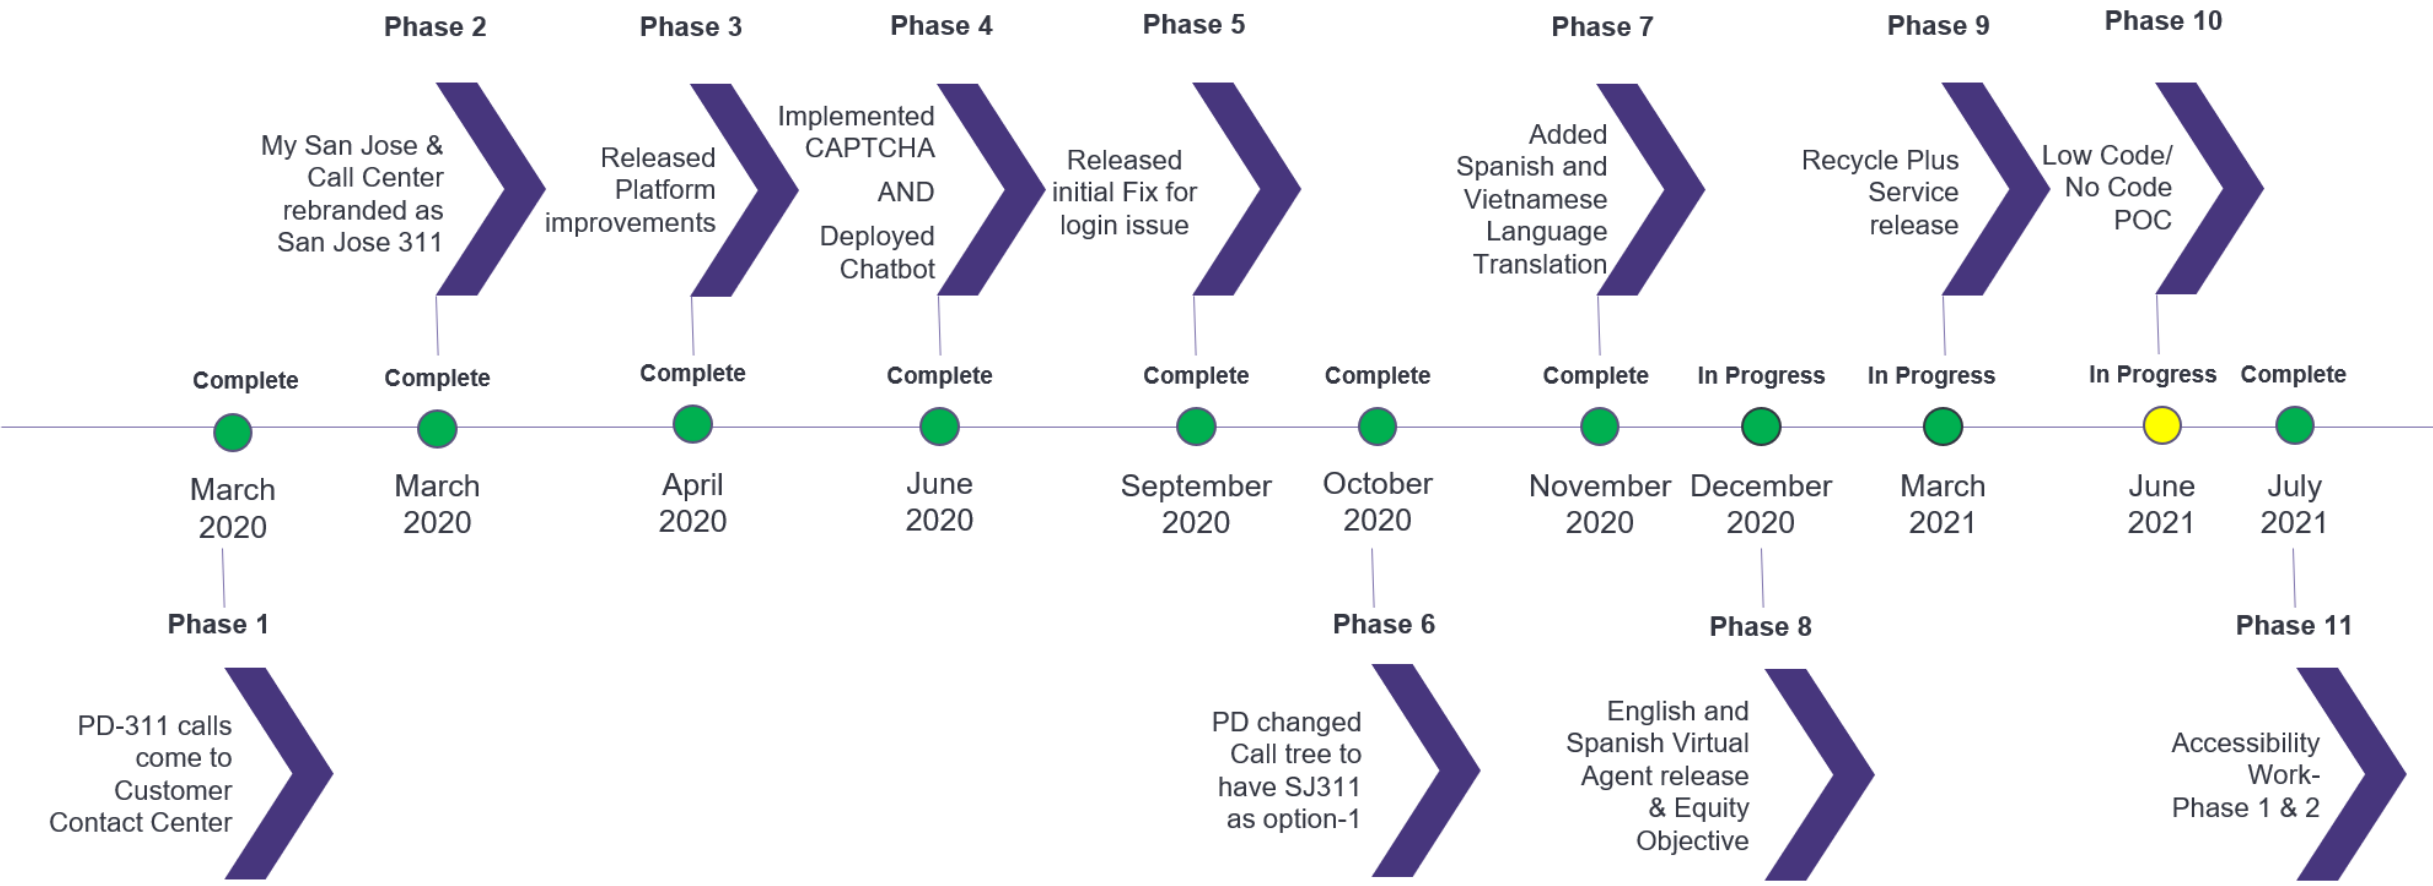 Phase 2
My San Jose &
Call Center
rebranded as
San Jose 311
Phase 3
Released
Platform
improvements
Phase 4
Implemented
CAPTCHA
AND
Deployed
Chatbot
Phase 5
Released
initial Fix for
login issue
Phase 7
Added
Spanish and
Vietnamese
Language
Translation
Phase 9
Recycle Plus
Service
release
Phase 10
Low Code/
No Code
POC
Complete
Complete
Complete
Complete
Complete
Complete
Complete
In Progress
In Progress
In Progress
Complete
March
2020
March
2020
April
2020
June
2020
September
2020
October
2020
November
2020
December
2020
March
2021
June
2021
July
2021
Phase 1
PD-311 calls
come to
Customer
Contact Center
Phase 6
PD changed
Call tree to
have SJ311
as option-1
Phase 8
English and
Spanish Virtual
Agent release
& Equity
Objective
Phase 11
Accessibility
Work-
Phase 1 & 2